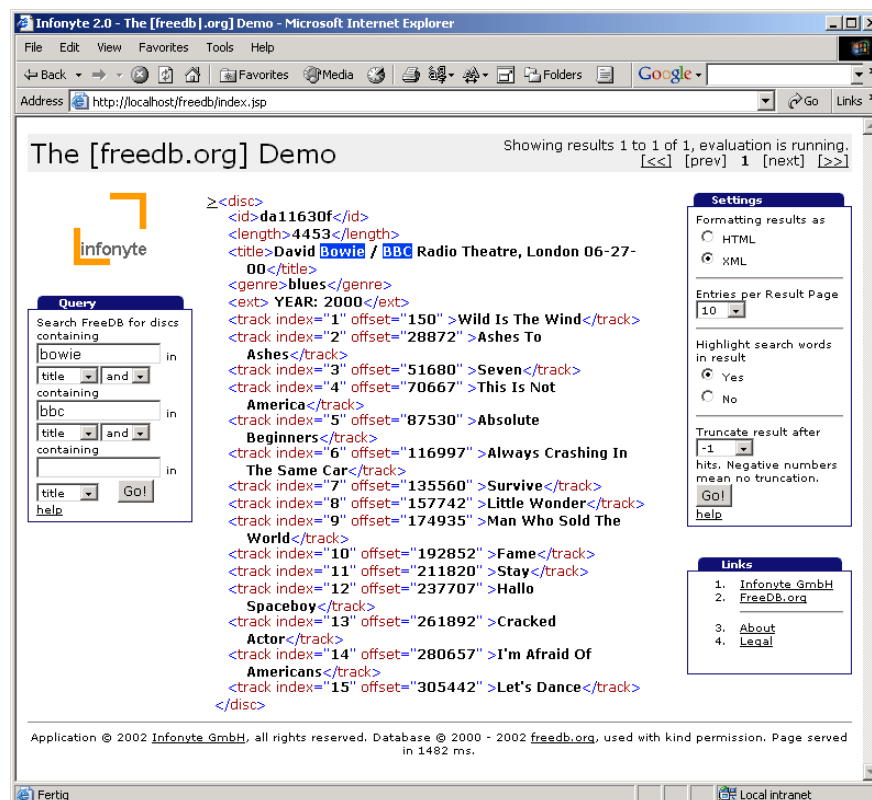 Infonyte 2.0 - The [freedb|.org] Demo - Microsoft Internet Explorer
File Edit View Favorites Tools Help
Back Favorites Media Folders Google
Address http://localhost/freedb/index.jsp Go Links
The [freedb.org] Demo
Showing results 1 to 1 of 1, evaluation is running.
[<<] [prev] 1 [next] [>>]
infonyte
Query
Search FreeDB for discs
containing
bowie in
title and
containing
bbc in
title and
containing
in
title Go!
help
><disc>
<id>da11630f</id>
<length>4453</length>
<title>David Bowie / BBC Radio Theatre, London 06-27-
00</title>
<genre>blues</genre>
<ext> YEAR: 2000</ext>
<track index="1" offset="150" >Wild Is The Wind</track>
<track index="2" offset="28872" >Ashes To
Ashes</track>
<track index="3" offset="51680" >Seven</track>
<track index="4" offset="70667" >This Is Not
America</track>
<track index="5" offset="87530" >Absolute
Beginners</track>
<track index="6" offset="116997" >Always Crashing In
The Same Car</track>
<track index="7" offset="135560" >Survive</track>
<track index="8" offset="157742" >Little Wonder</track>
<track index="9" offset="174935" >Man Who Sold The
World</track>
<track index="10" offset="192852" >Fame</track>
<track index="11" offset="211820" >Stay</track>
<track index="12" offset="237707" >Hallo
Spaceboy</track>
<track index="13" offset="261892" >Cracked
Actor</track>
<track index="14" offset="280657" >I'm Afraid Of
Americans</track>
<track index="15" offset="305442" >Let's Dance</track>
</disc>
Settings
Formatting results as
HTML
XML
Entries per Result Page
10
Highlight search words
in result
Yes
No
Truncate result after
-1
hits. Negative numbers
mean no truncation.
Go!
help
Links
1. Infonyte GmbH
2. FreeDB.org
3. About
4. Legal
Application © 2002 Infonyte GmbH, all rights reserved. Database © 2000 - 2002 freedb.org, used with kind permission. Page served
in 1482 ms.
Fertig Local intranet